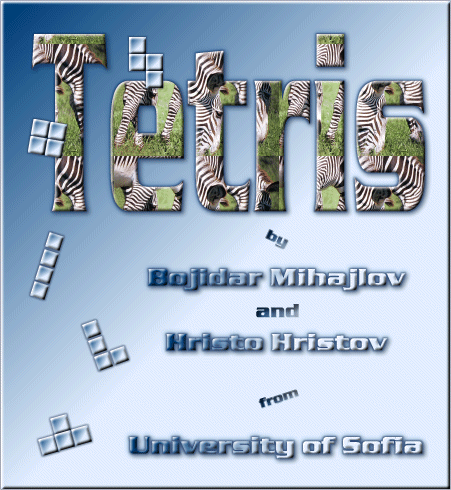 Tetris
by
Bojidar Mihajlov
and
Hristo Hristov
from
University of Sofia